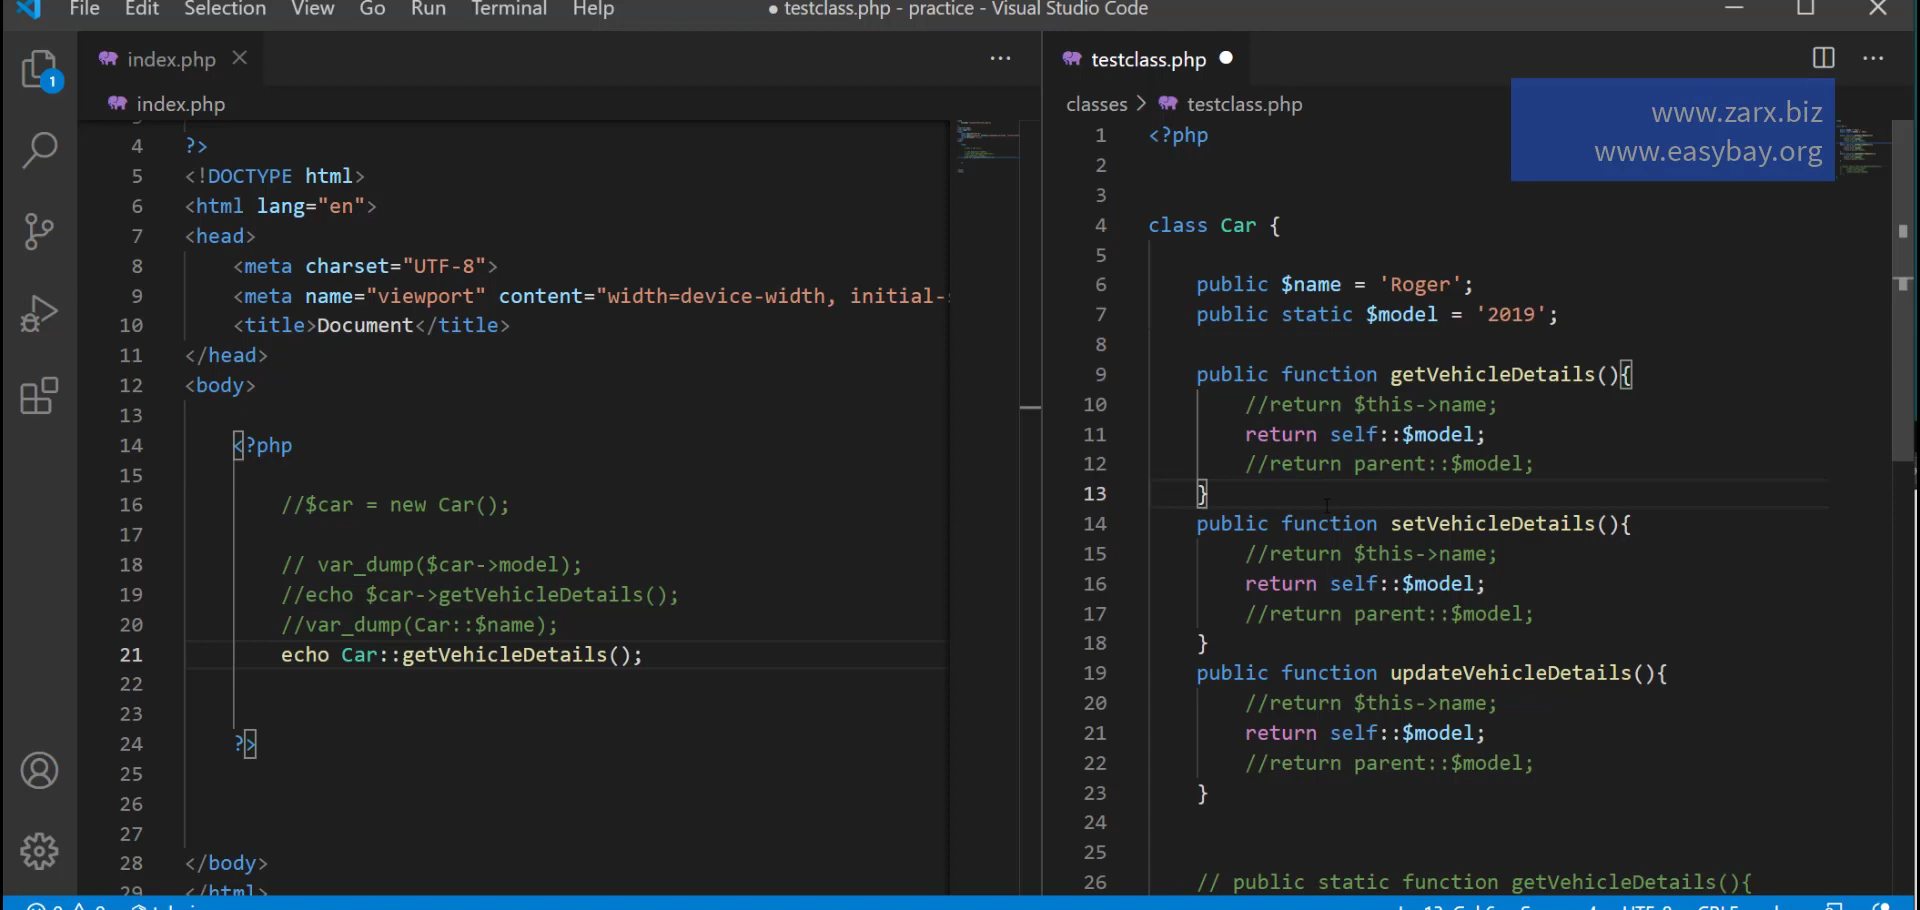 File Edit Selection View Go Run Terminal Help
● testclass.php - practice - Visual Studio Code
1
index.php
index.php
4 ?>
5 <!DOCTYPE html>
6 <html lang="en">
7 <head>
8 <meta charset="UTF-8">
9 <meta name="viewport" content="width=device-width, initial-
10 <title>Document</title>
11 </head>
12 <body>
13
14 <?php
15
16 //$car = new Car();
17
18 // var_dump($car->model);
19 //echo $car->getVehicleDetails();
20 //var_dump(Car::$name);
21 echo Car::getVehicleDetails();
22
23
24 ?>
25
26
27
28 </body>
29 </html>
testclass.php
classes > testclass.php
www.zarx.biz
www.easybay.org
1 <?php
2
3
4 class Car {
5
6 public $name = 'Roger';
7 public static $model = '2019';
8
9 public function getVehicleDetails(){
10 //return $this->name;
11 return self::$model;
12 //return parent::$model;
13 }
14 public function setVehicleDetails(){
15 //return $this->name;
16 return self::$model;
17 //return parent::$model;
18 }
19 public function updateVehicleDetails(){
20 //return $this->name;
21 return self::$model;
22 //return parent::$model;
23 }
24
25
26 // public static function getVehicleDetails(){